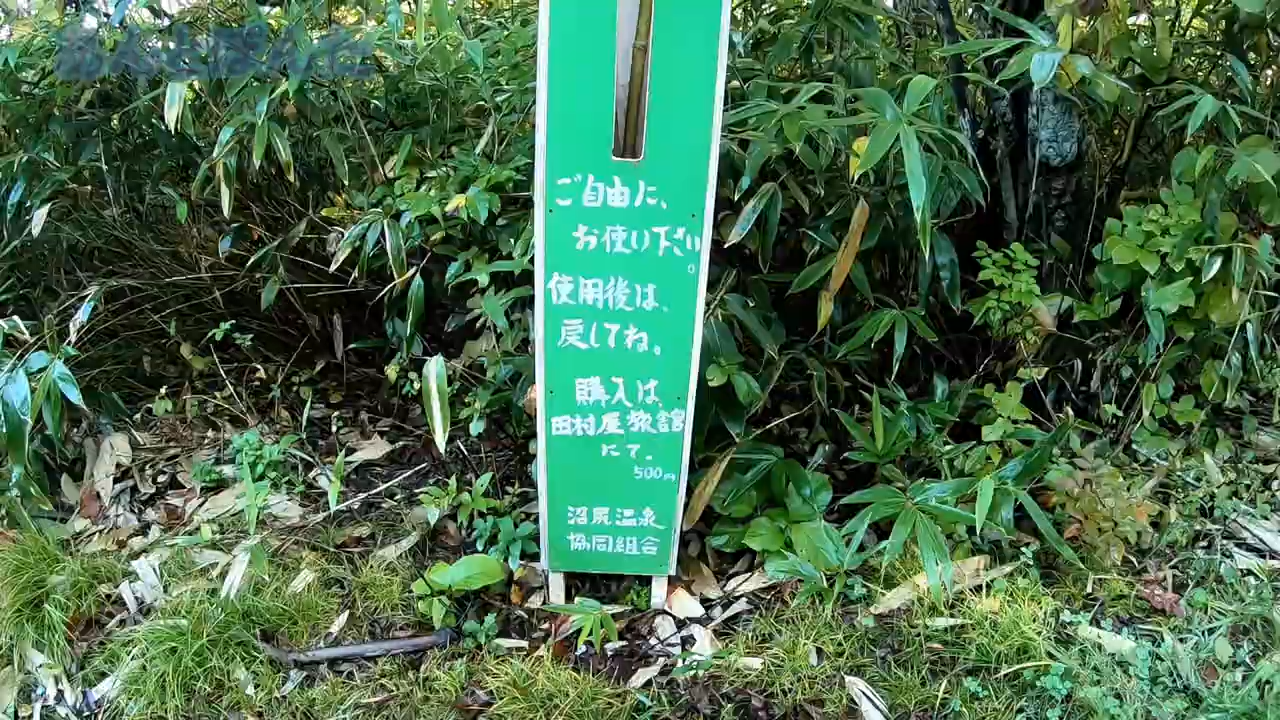 ご自由に、
お使い下さい。
使用後は、
戻してね。
購入は、
田村屋旅館
にて。
500円
沼尻温泉
協同組合